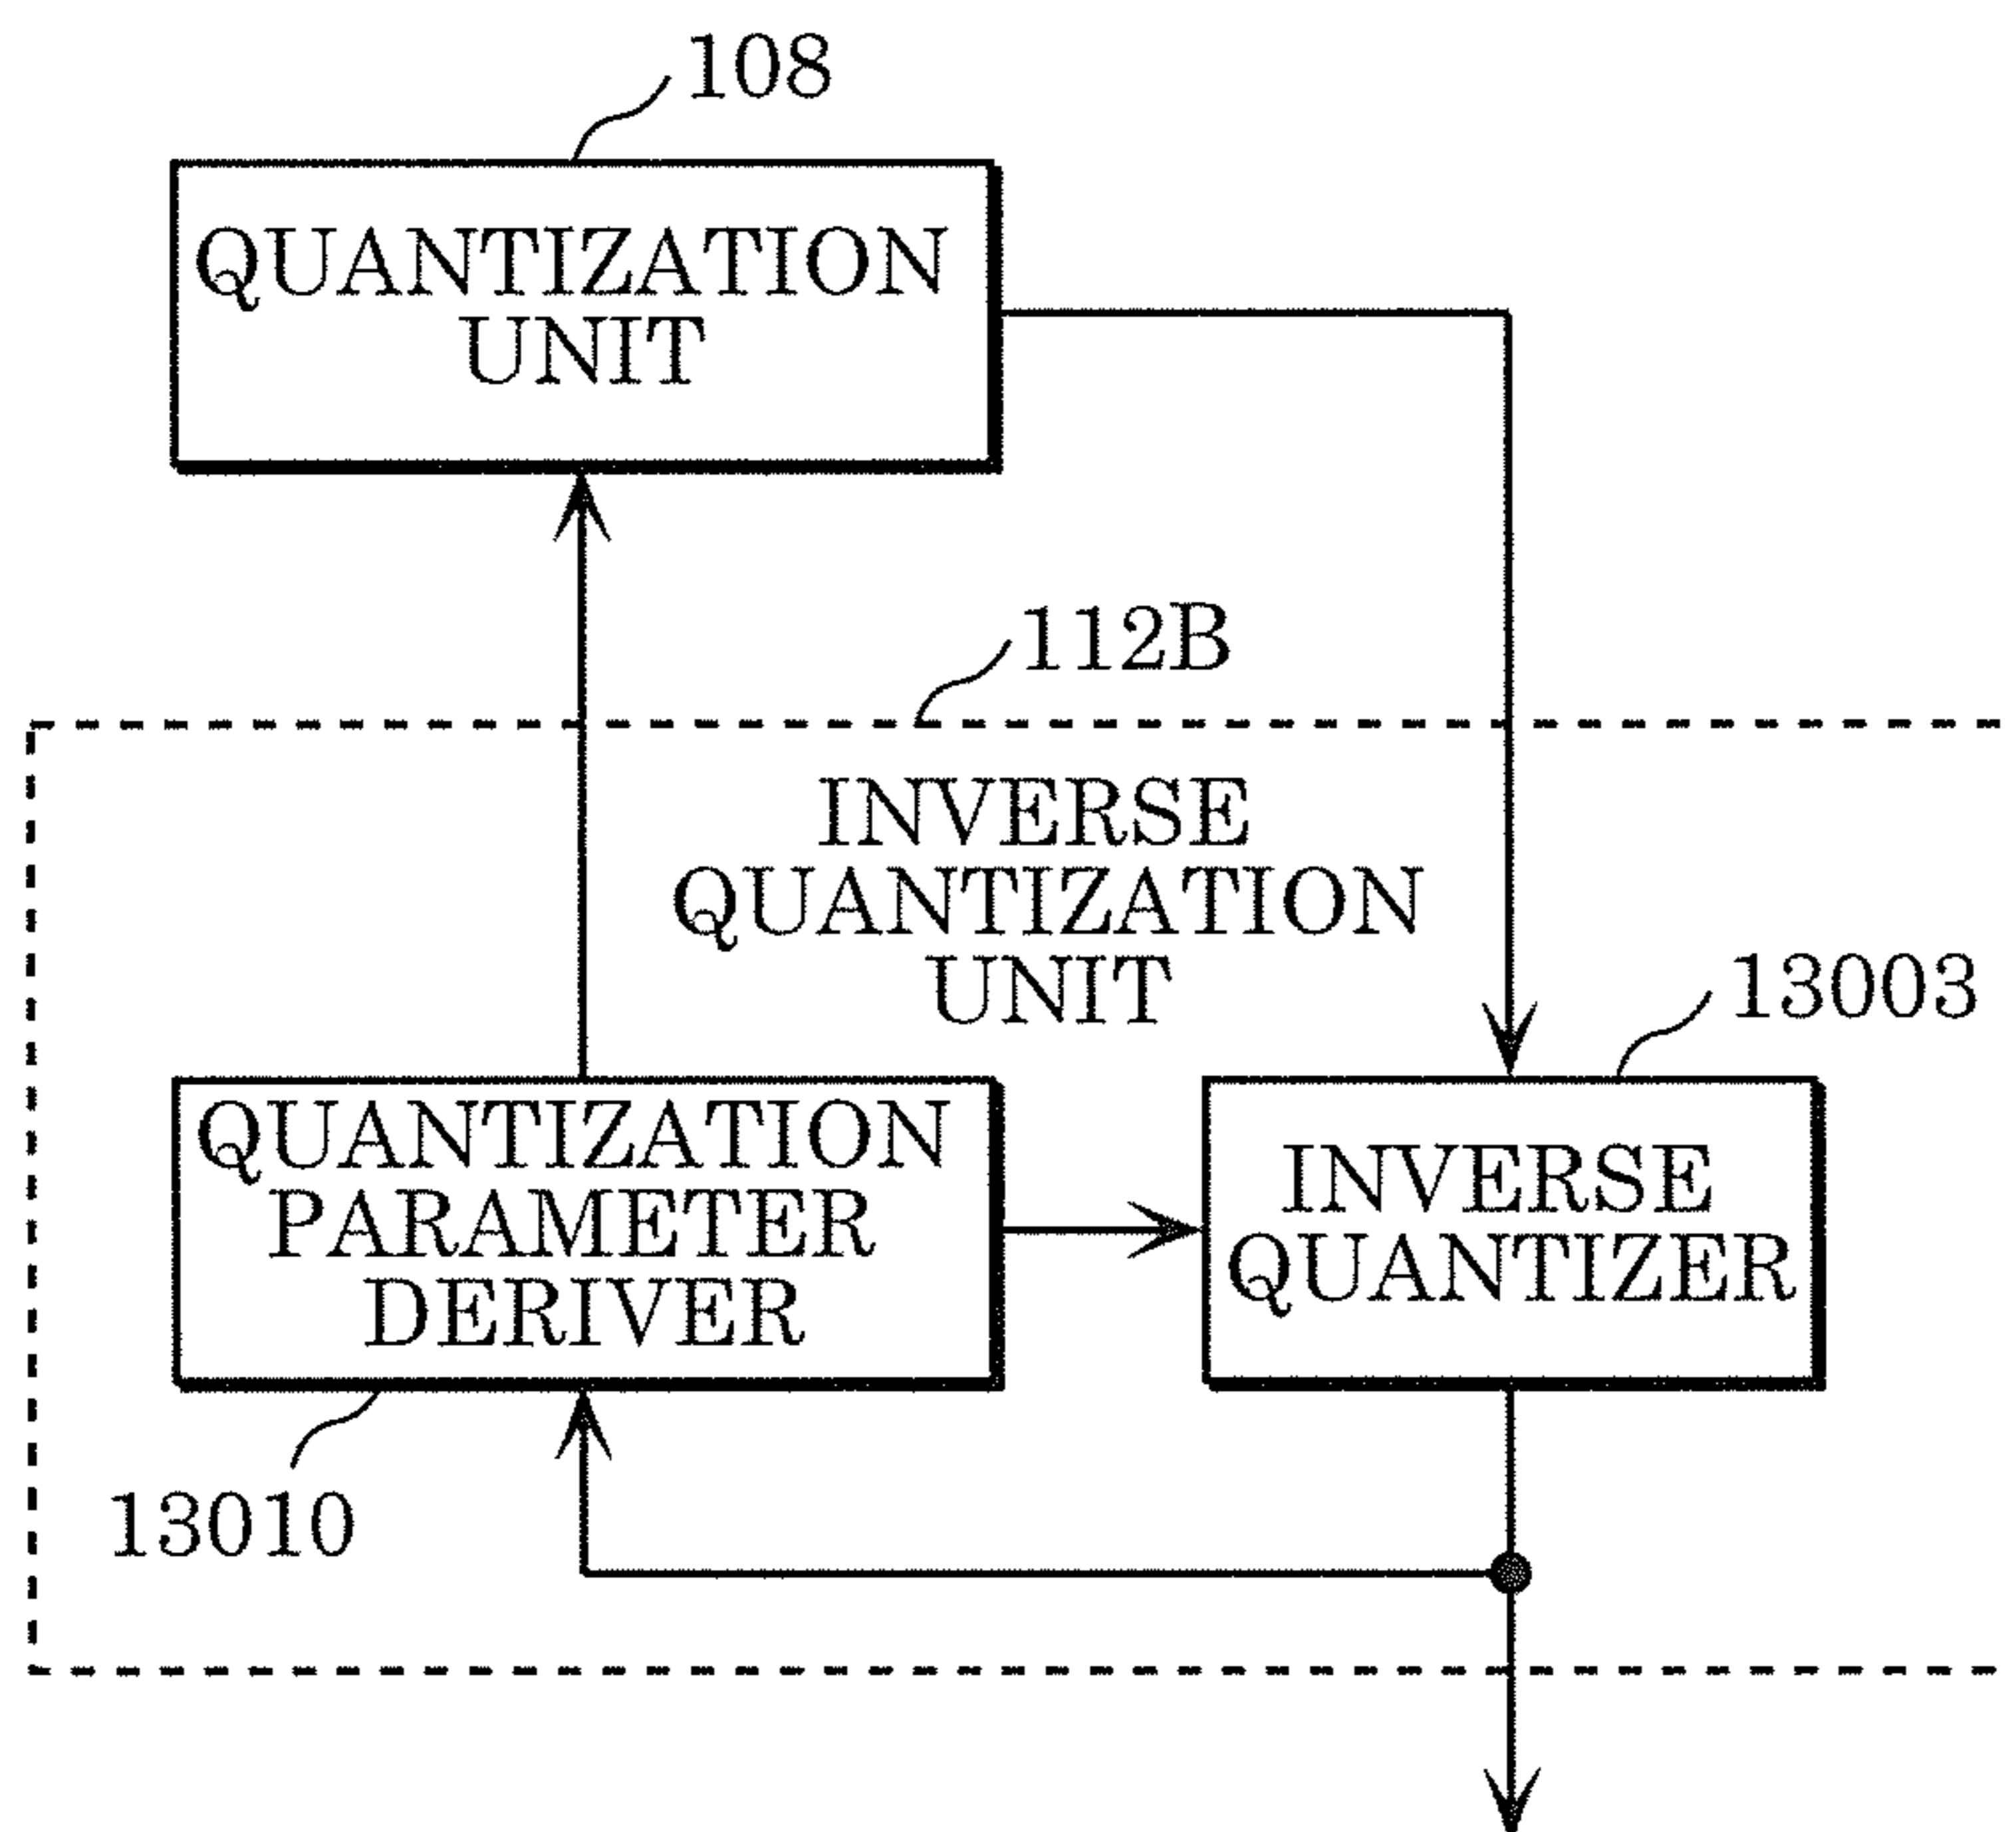 108
QUANTIZATION
UNIT
112B
INVERSE
QUANTIZATION
UNIT
13003
QUANTIZATION
PARAMETER
DERIVER
INVERSE
QUANTIZER
13010